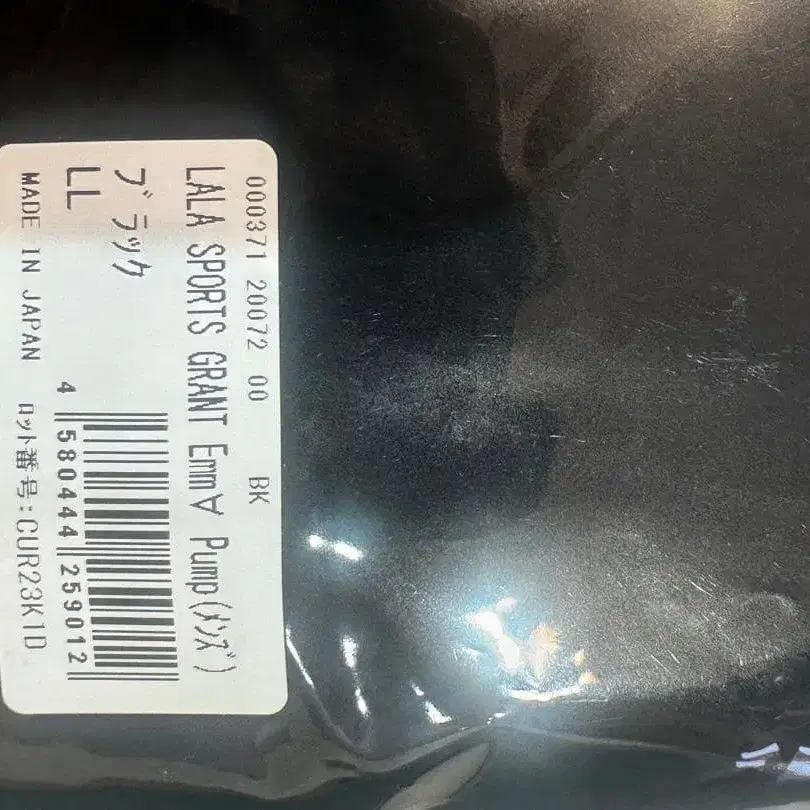 000371 20072 00 BK
LALA SPORTS GRANT Emm∀ Pump(ﾒﾝｽﾞ)
ﾌﾞﾗｯｸ
LL
4 580444 259012
MADE IN JAPAN ﾛｯﾄ番号:CUR23K1D